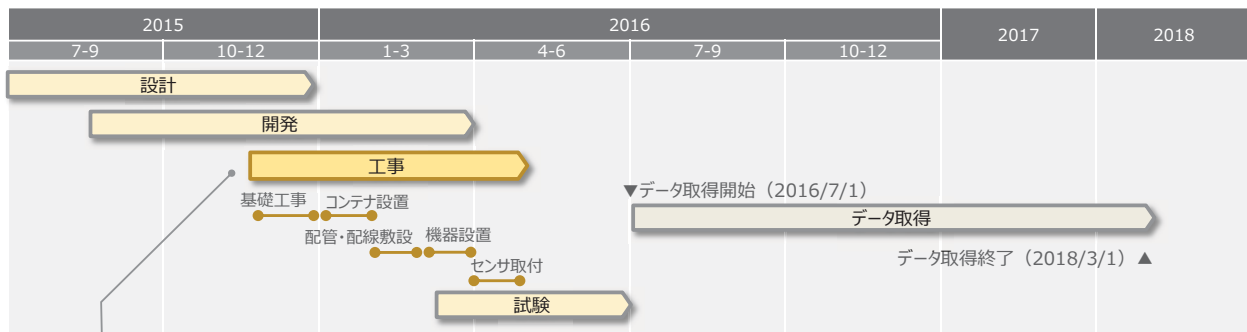 2015
2016
2017
2018
7-9
10-12
1-3
4-6
7-9
10-12
設計
開発
工事
基礎工事
コンテナ設置
▼データ取得開始（2016/7/1）
データ取得
配管・配線敷設
機器設置
データ取得終了（2018/3/1）▲
センサ取付
試験